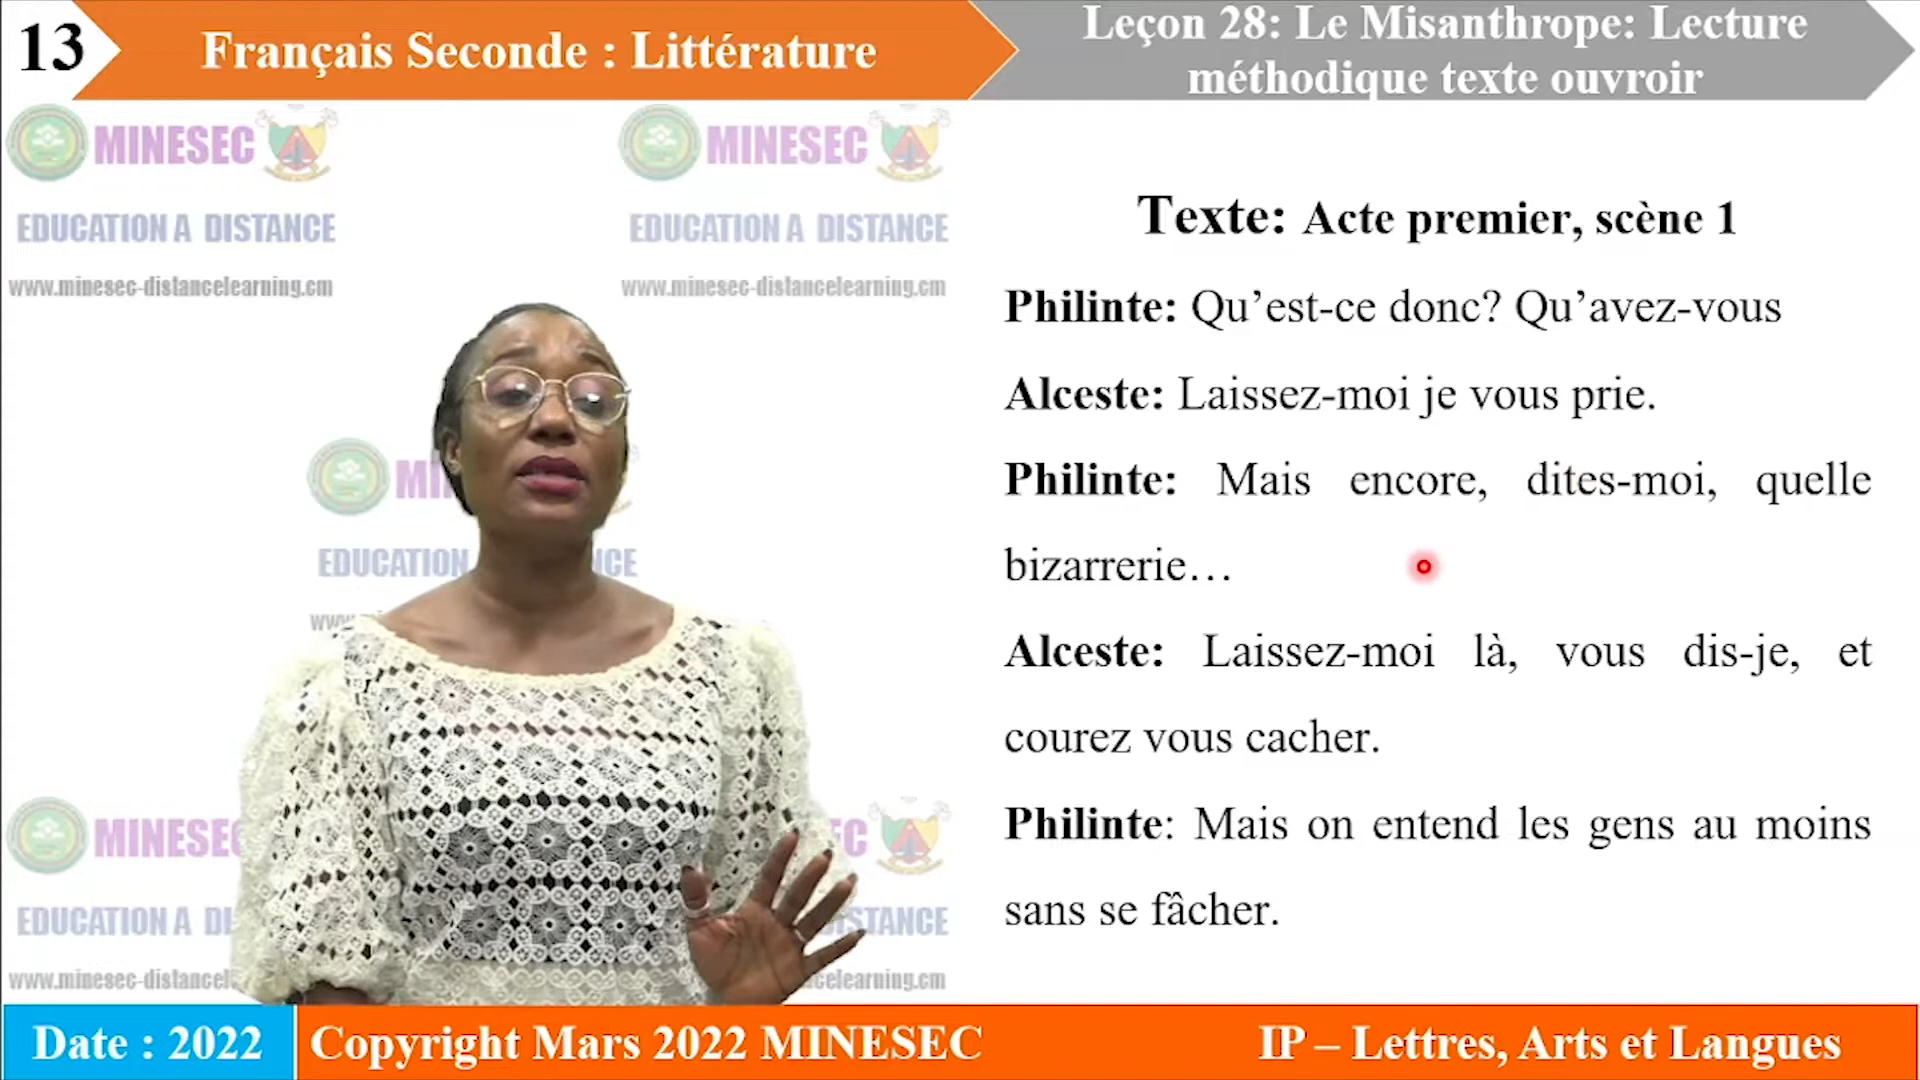 13
Français Seconde : Littérature
Leçon 28: Le Misanthrope: Lecture
méthodique texte ouvroir
MINESEC
MINESEC
EDUCATION A DISTANCE
EDUCATION A DISTANCE
www.minesec-distancelearning.cm
www.minesec-distancelearning.cm
Texte: Acte premier, scène 1
Philinte: Qu’est-ce donc? Qu’avez-vous
Alceste: Laissez-moi je vous prie.
Philinte: Mais encore, dites-moi, quelle
bizarrerie…
Alceste: Laissez-moi là, vous dis-je, et
courez vous cacher.
Philinte: Mais on entend les gens au moins
sans se fâcher.
EDUCATION
MINESEC
EDUCATION A
Date : 2022
Copyright Mars 2022 MINESEC
IP – Lettres, Arts et Langues